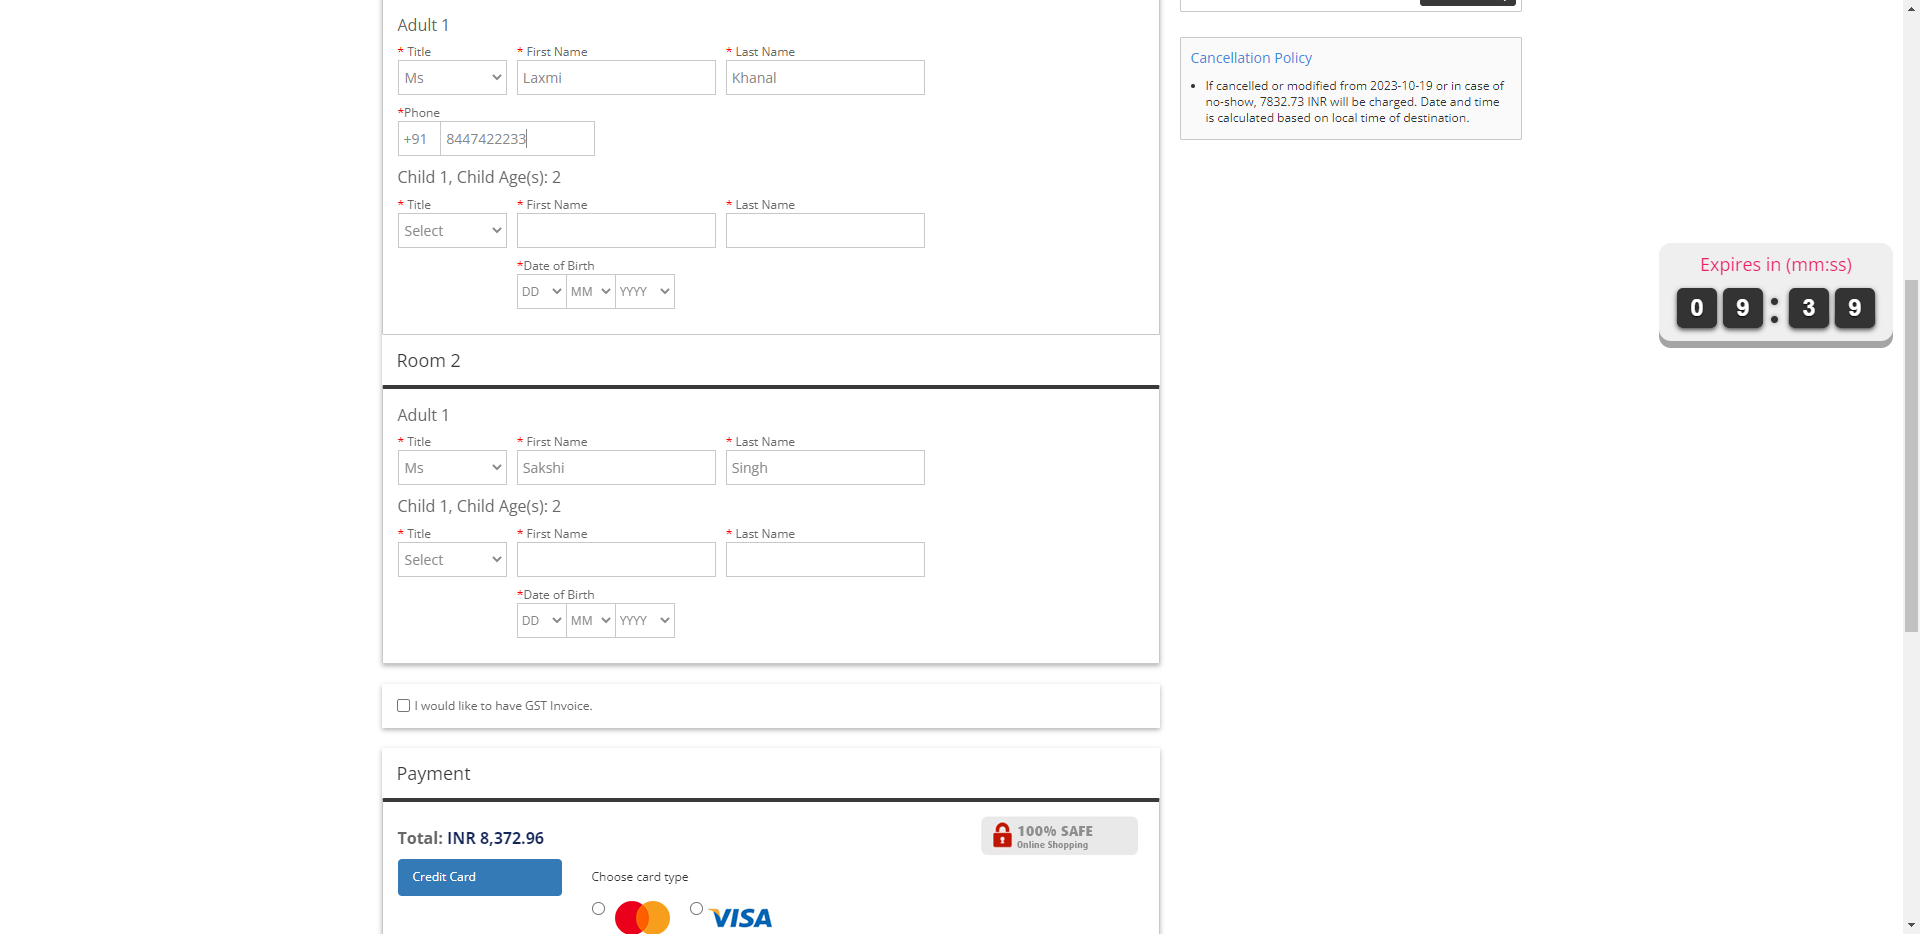 Adult 1
* Title * First Name * Last Name
Ms Laxmi Khanal
*Phone
+91 8447422233
Child 1, Child Age(s): 2
* Title * First Name * Last Name
Select
*Date of Birth
DD MM YYYY
Room 2
Adult 1
* Title * First Name * Last Name
Ms Sakshi Singh
Child 1, Child Age(s): 2
* Title * First Name * Last Name
Select
*Date of Birth
DD MM YYYY
I would like to have GST Invoice.
Payment
Total: INR 8,372.96
100% SAFE
Online Shopping
Credit Card
Choose card type
VISA
Cancellation Policy
• If cancelled or modified from 2023-10-19 or in case of
no-show, 7832.73 INR will be charged. Date and time
is calculated based on local time of destination.
Expires in (mm:ss)
09:39